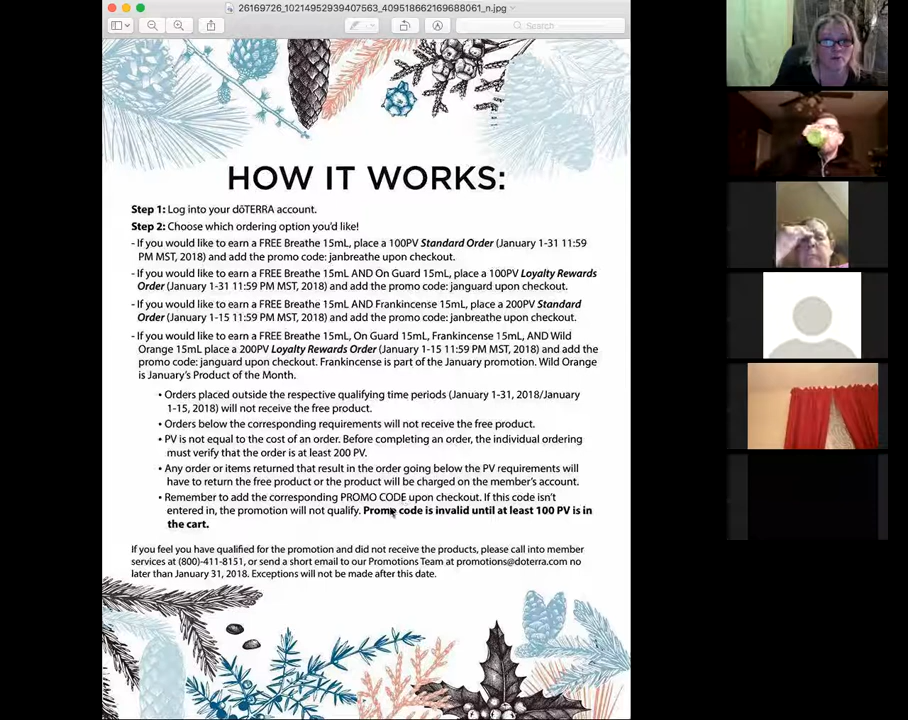 26169726_10214952939407563_409518662169688061_n.jpg
Search
HOW IT WORKS:
Step 1: Log into your dōTERRA account.
Step 2: Choose which ordering option you'd like!
- If you would like to earn a FREE Breathe 15mL, place a 100PV Standard Order (January 1-31 11:59
PM MST, 2018) and add the promo code: janbreathe upon checkout.
- If you would like to earn a FREE Breathe 15mL AND On Guard 15mL, place a 100PV Loyalty Rewards
Order (January 1-31 11:59 PM MST, 2018) and add the promo code: janguard upon checkout.
- If you would like to earn a FREE Breathe 15mL AND Frankincense 15mL, place a 200PV Standard
Order (January 1-15 11:59 PM MST, 2018) and add the promo code: janbreathe upon checkout.
- If you would like to earn a FREE Breathe 15mL, On Guard 15mL, Frankincense 15mL, AND Wild
Orange 15mL place a 200PV Loyalty Rewards Order (January 1-15 11:59 PM MST, 2018) and add the
promo code: janguard upon checkout. Frankincense is part of the January promotion. Wild Orange
is January's Product of the Month.
• Orders placed outside the respective qualifying time periods (January 1-31, 2018/January
1-15, 2018) will not receive the free product.
• Orders below the corresponding requirements will not receive the free product.
• PV is not equal to the cost of an order. Before completing an order, the individual ordering
must verify that the order is at least 200 PV.
• Any order or items returned that result in the order going below the PV requirements will
have to return the free product or the product will be charged on the member's account.
• Remember to add the corresponding PROMO CODE upon checkout. If this code isn't
entered in, the promotion will not qualify. Promo code is invalid until at least 100 PV is in
the cart.
If you feel you have qualified for the promotion and did not receive the products, please call into member
services at (800)-411-8151, or send a short email to our Promotions Team at promotions@doterra.com no
later than January 31, 2018. Exceptions will not be made after this date.